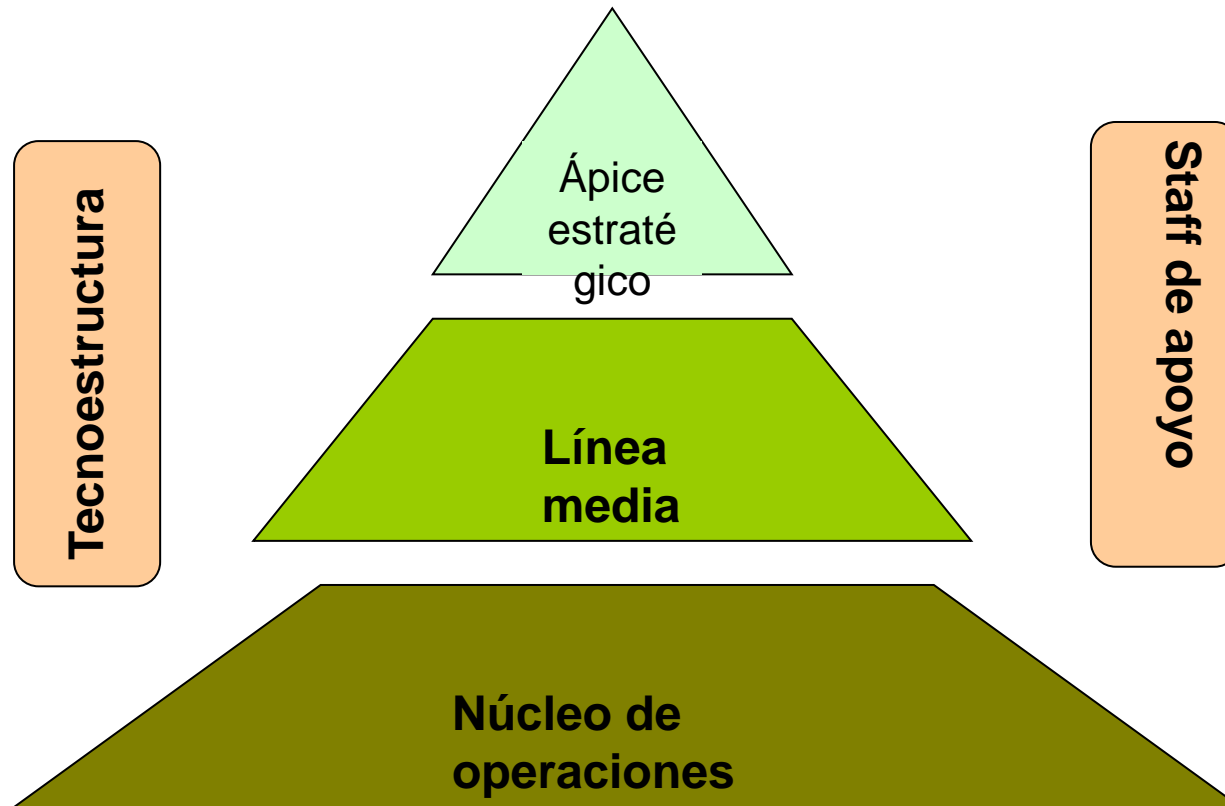 Ápice
estraté
gico
Tecnoestructura
Staff de apoyo
Línea
media
Núcleo de
operaciones